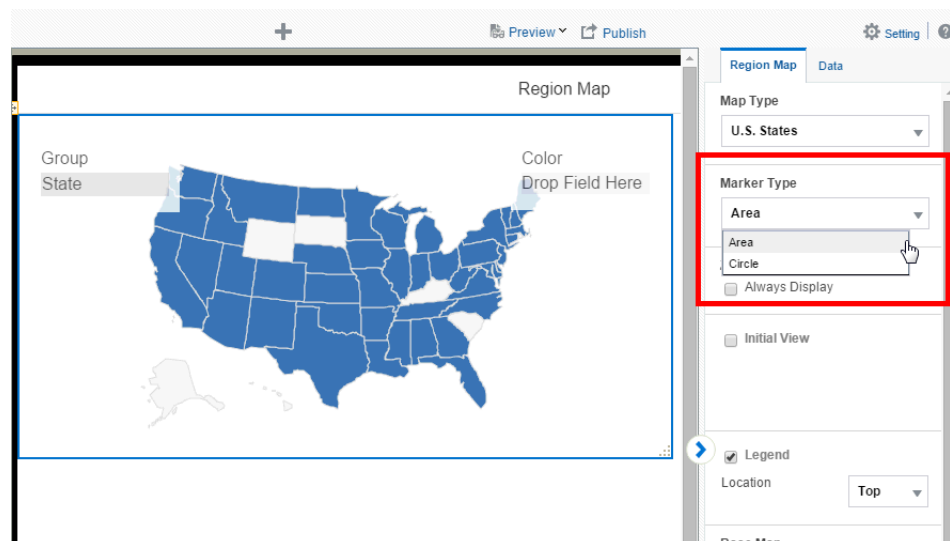 Preview Publish Setting
Region Map Data
Region Map
Map Type
U.S. States
Group Color
State Drop Field Here
Marker Type
Area
Area
Circle
Always Display
Initial View
Legend
Location Top